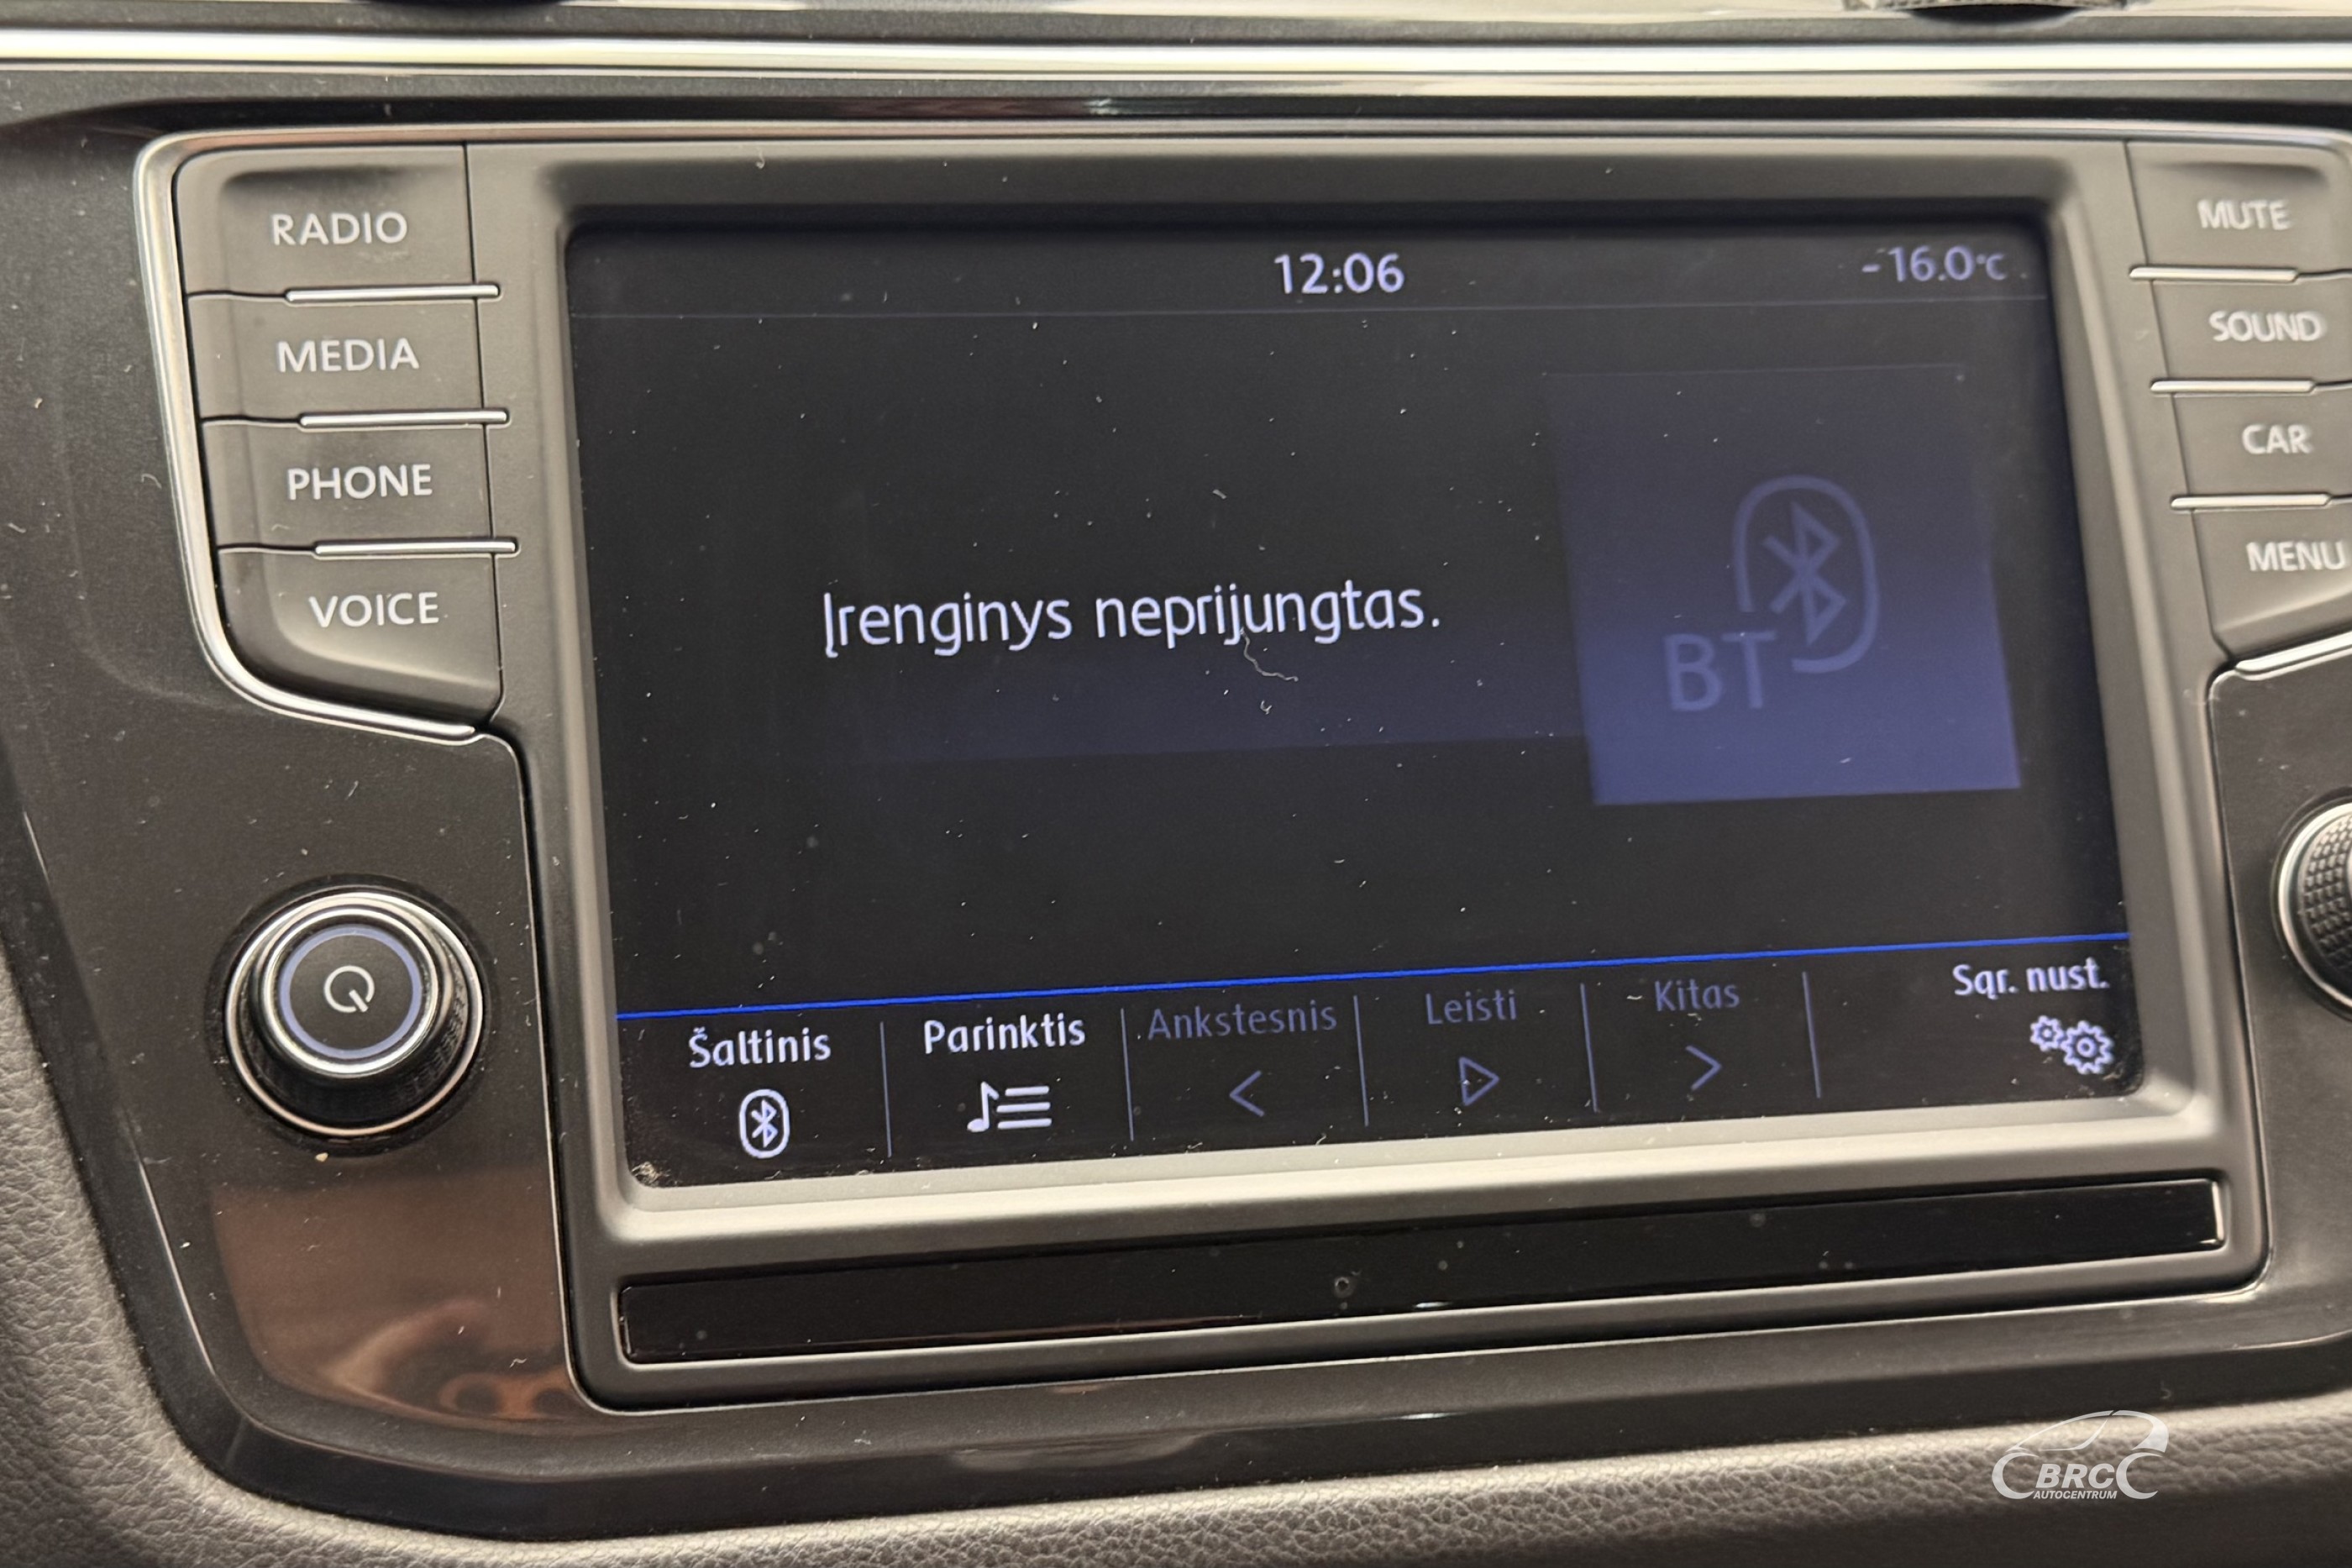 RADIO
MEDIA
PHONE
VOICE
12:06
-16.0°C
Įrenginys neprijungtas.
BT
Šaltinis
Parinktis
Ankstesnis
Leisti
Kitas
Sąr. nust.
MUTE
SOUND
CAR
MENU
BRC
AUTOCENTRUM